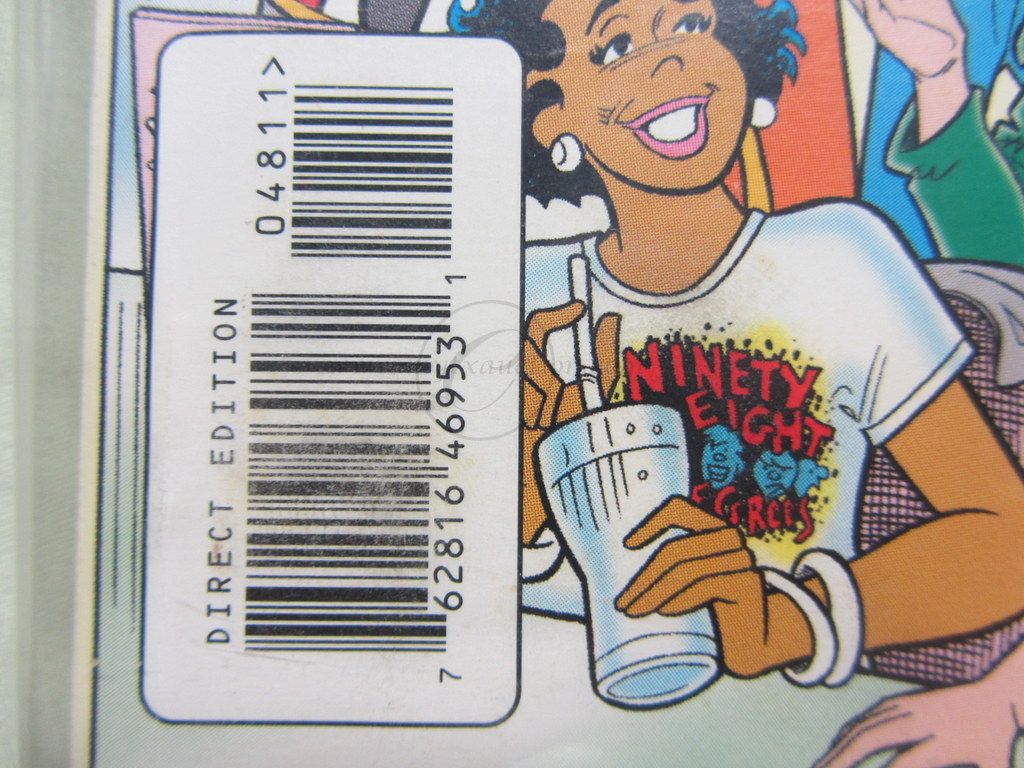 DIRECT EDITION
7 62816 46953 1
04811>
NINETY
EIGHT